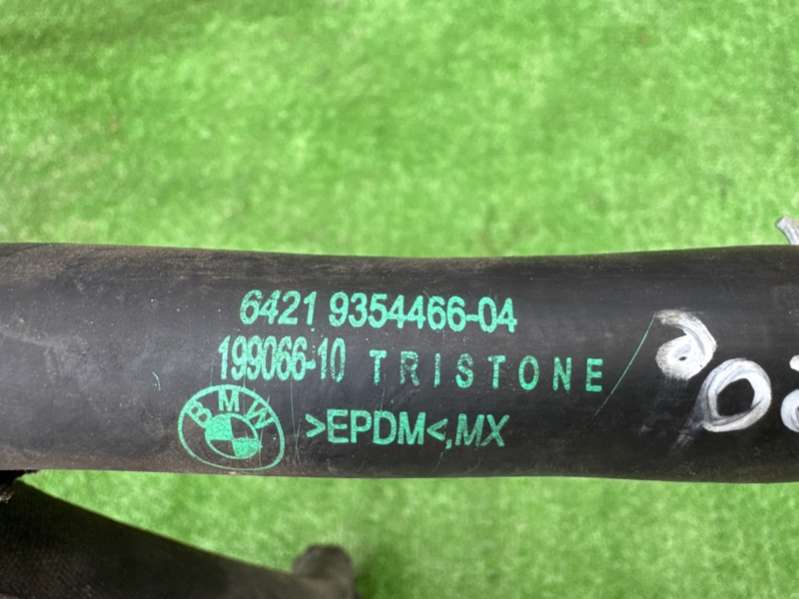 6421 9354466-04
199066-10 TRISTONE
BMW
>EPDM<,MX